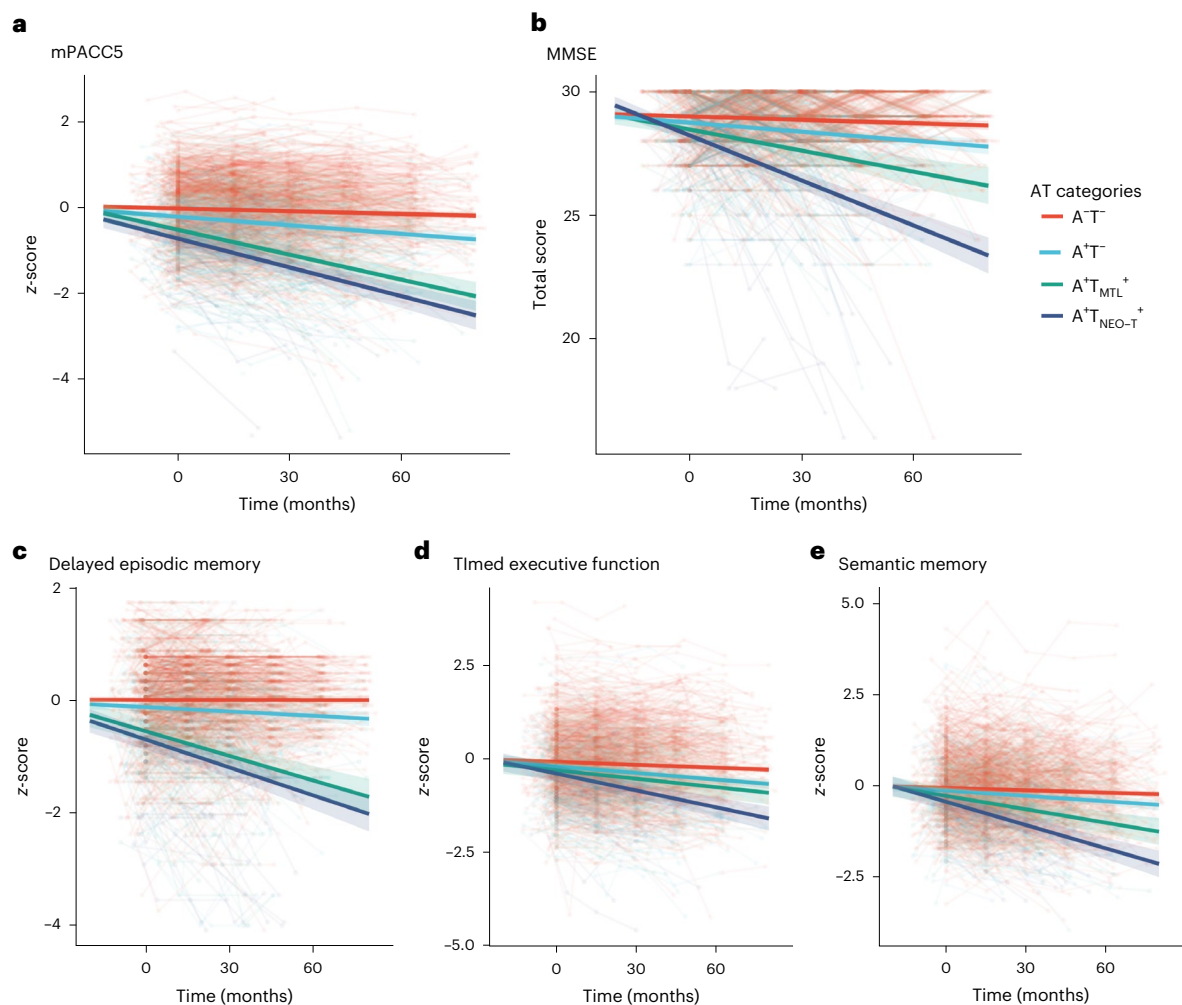 a
mPACC5
2
0
−2
−4
z-score
0 30 60
Time (months)
b
MMSE
30
25
20
Total score
0 30 60
Time (months)
AT categories
A⁻T⁻
A⁺T⁻
A⁺T_MTL⁺
A⁺T_NEO−T⁺
c
Delayed episodic memory
2
0
−2
−4
z-score
0 30 60
Time (months)
d
TImed executive function
2.5
0
−2.5
−5.0
z-score
0 30 60
Time (months)
e
Semantic memory
5.0
2.5
0
−2.5
z-score
0 30 60
Time (months)